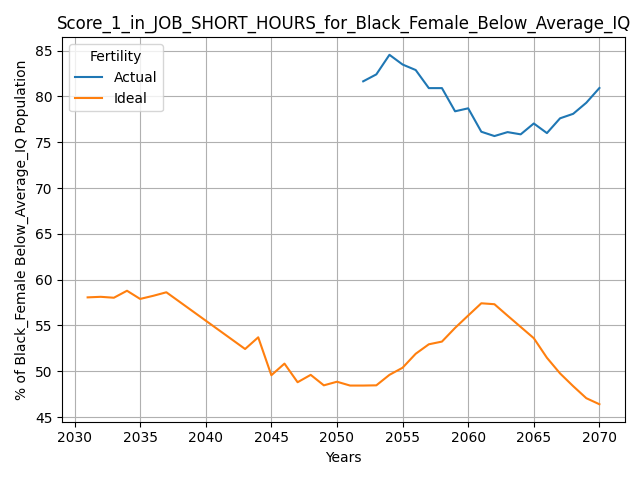 Score_1_in_JOB_SHORT_HOURS_for_Black_Female_Below_Average_IQ
Fertility
Actual
Ideal
% of Black_Female Below_Average_IQ Population
85
80
75
70
65
60
55
50
45
2030 2035 2040 2045 2050 2055 2060 2065 2070
Years